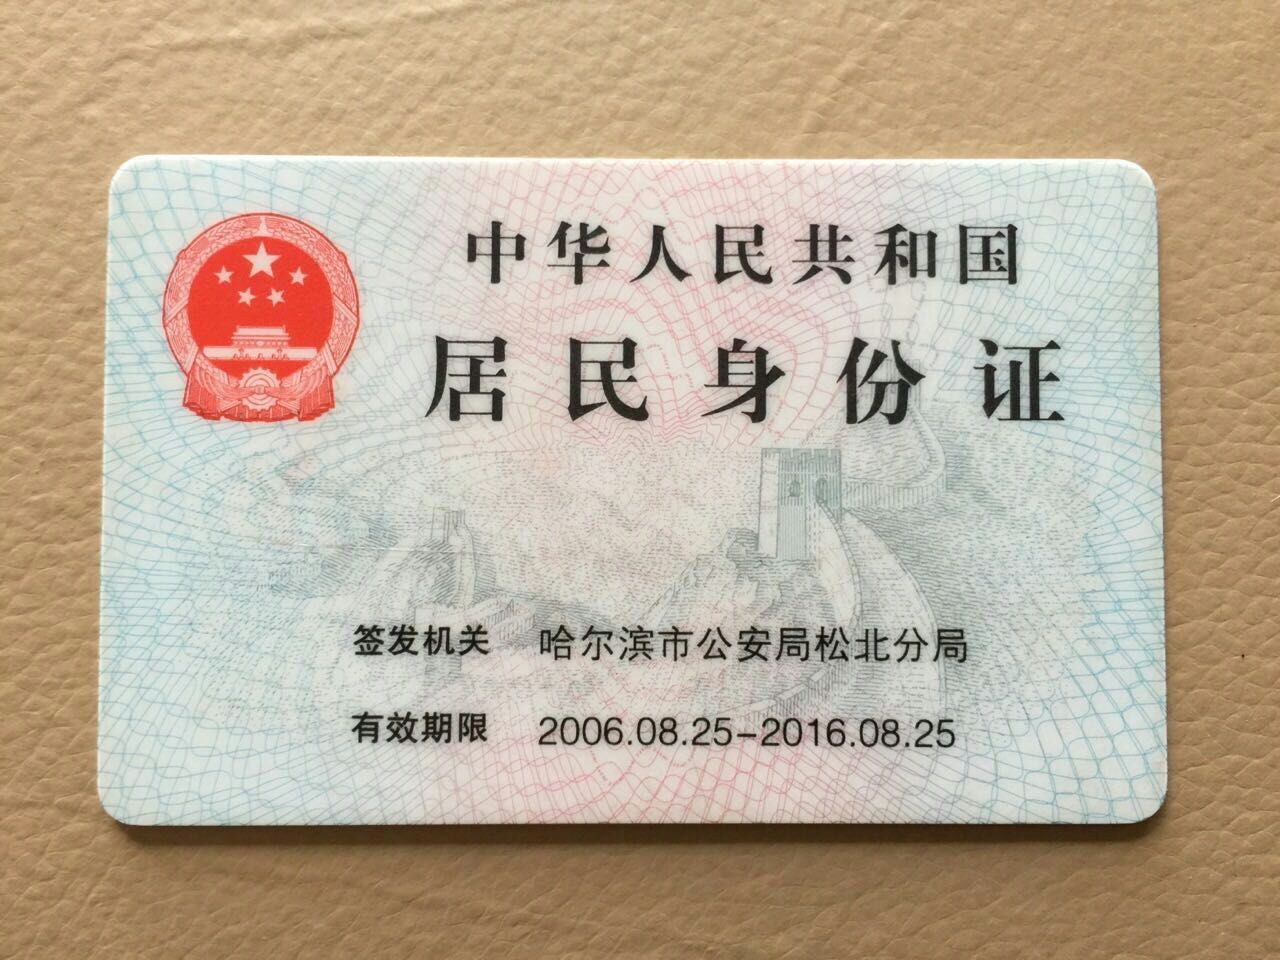 中华人民共和国
居民身份证
签发机关 哈尔滨市公安局松北分局
有效期限 2006.08.25-2016.08.25